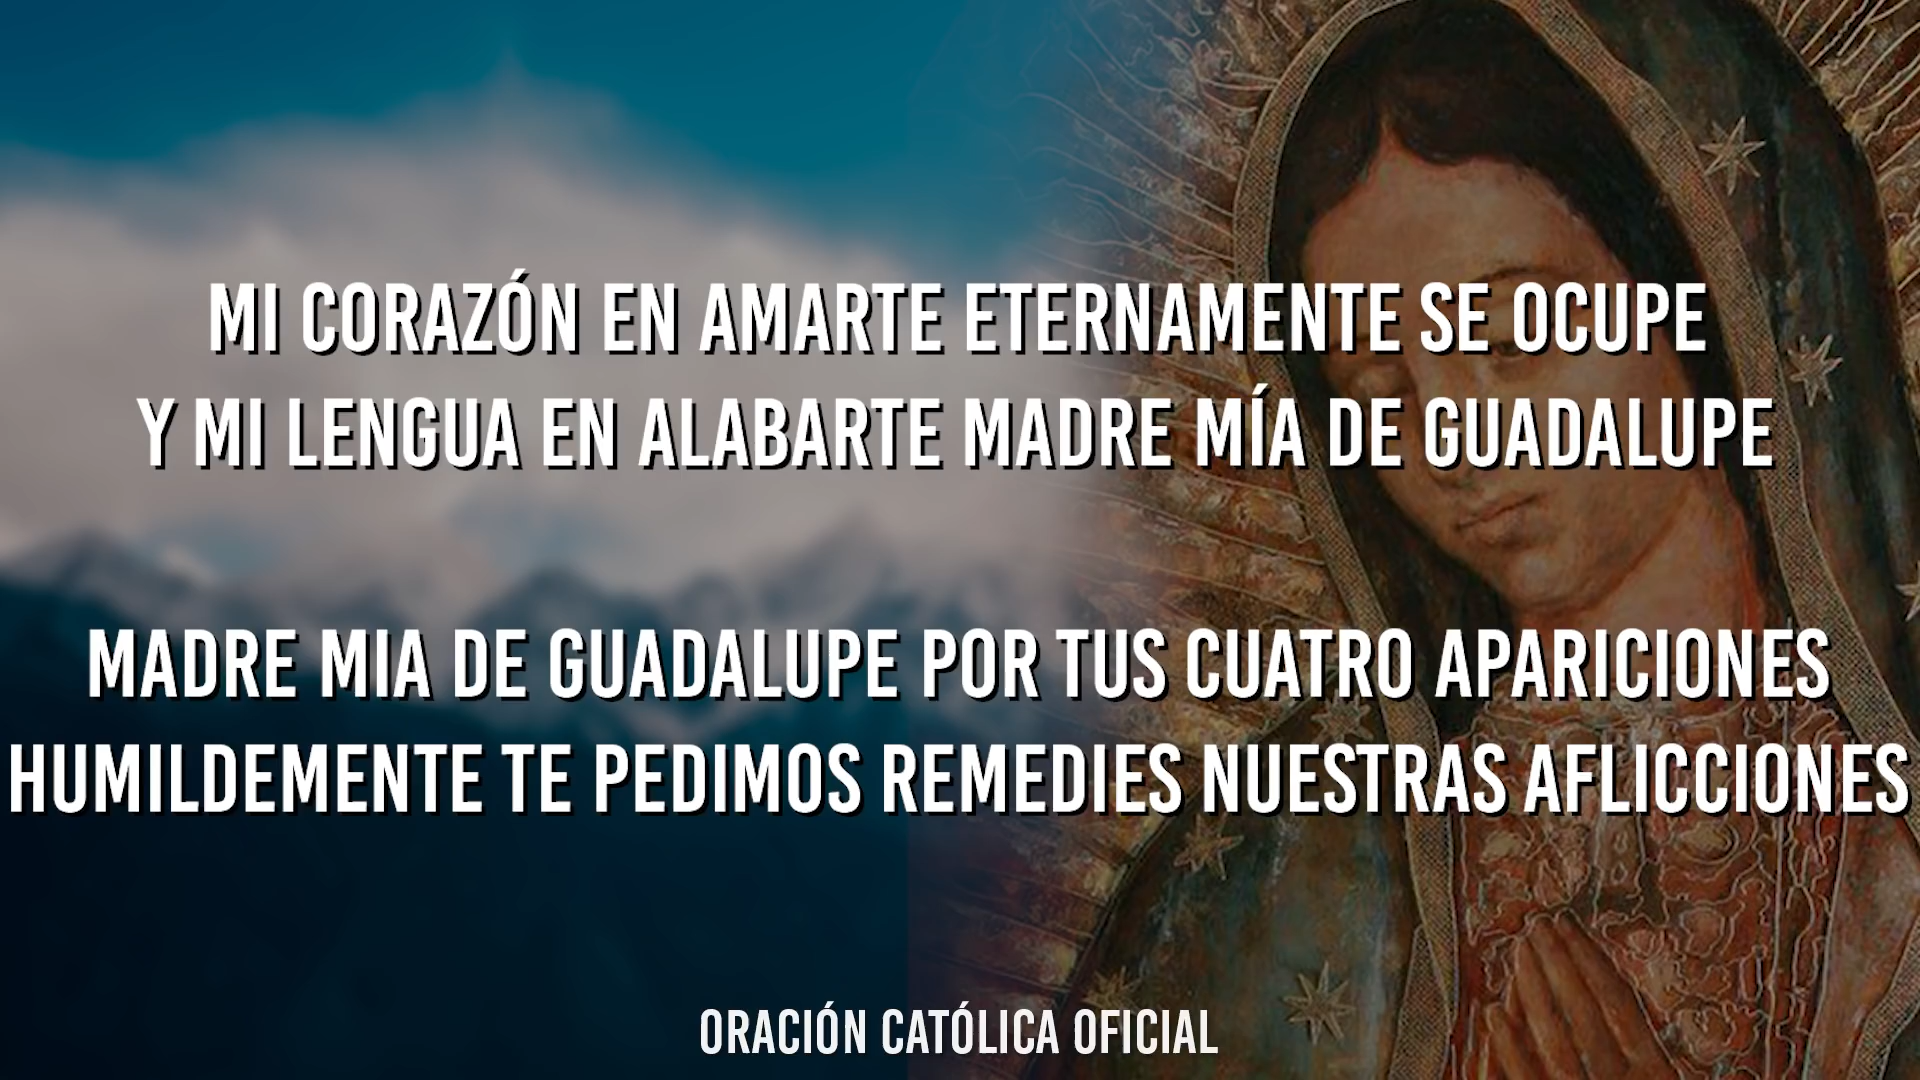 MI CORAZÓN EN AMARTE ETERNAMENTE SE OCUPE
Y MI LENGUA EN ALABARTE MADRE MÍA DE GUADALUPE
MADRE MIA DE GUADALUPE POR TUS CUATRO APARICIONES
HUMILDEMENTE TE PEDIMOS REMEDIES NUESTRAS AFLICCIONES
ORACIÓN CATÓLICA OFICIAL